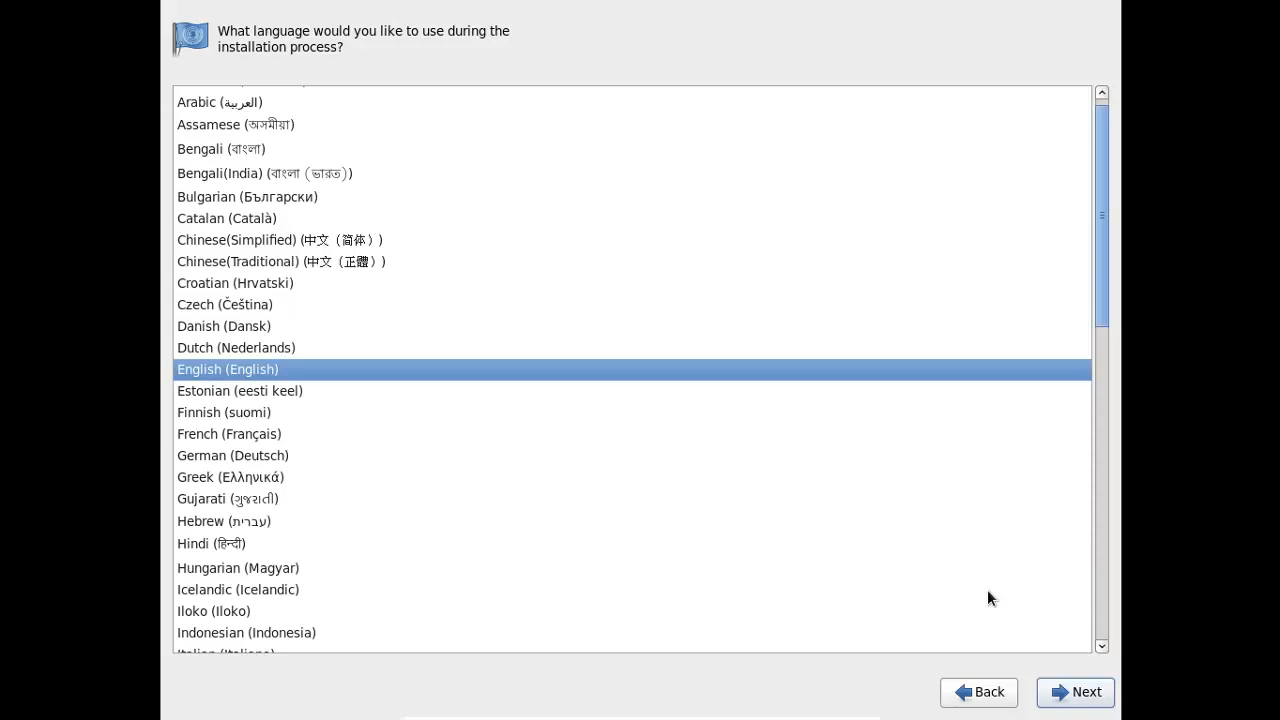 What language would you like to use during the
installation process?
Arabic (العربية)
Assamese (অসমীয়া)
Bengali (বাংলা)
Bengali(India) (বাংলা (ভারত))
Bulgarian (Български)
Catalan (Català)
Chinese(Simplified) (中文（简体）)
Chinese(Traditional) (中文（正體）)
Croatian (Hrvatski)
Czech (Čeština)
Danish (Dansk)
Dutch (Nederlands)
English (English)
Estonian (eesti keel)
Finnish (suomi)
French (Français)
German (Deutsch)
Greek (Ελληνικά)
Gujarati (ગુજરાતી)
Hebrew (עברית)
Hindi (हिन्दी)
Hungarian (Magyar)
Icelandic (Icelandic)
Iloko (Iloko)
Indonesian (Indonesia)
Italian (Italiano)
Back
Next